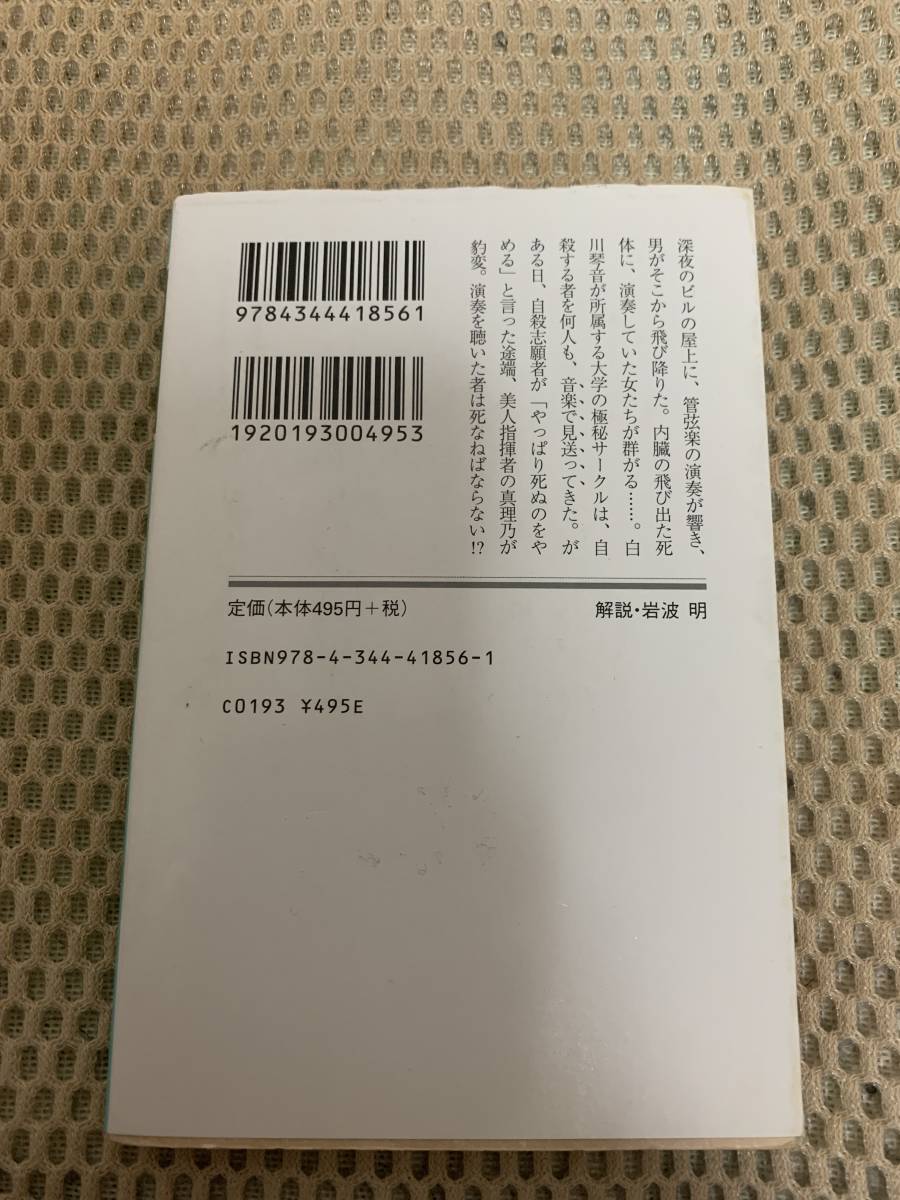 深夜のビルの屋上に、管弦楽の演奏が響き、
男がそこから飛び降りた。内臓の飛び出た死
体に、演奏していた女たちが群がる……。白
川琴音が所属する大学の極秘サークルは、自
殺する者を何人も、音楽で見送ってきた。が
ある日、自殺志願者が「やっぱり死ぬのをや
める」と言った途端、美人指揮者の真理乃が
豹変。演奏を聴いた者は死なねばならない!?
9784344418561
1920193004953
定価(本体495円+税)
解説・岩波 明
ISBN978-4-344-41856-1
C0193 ¥495E